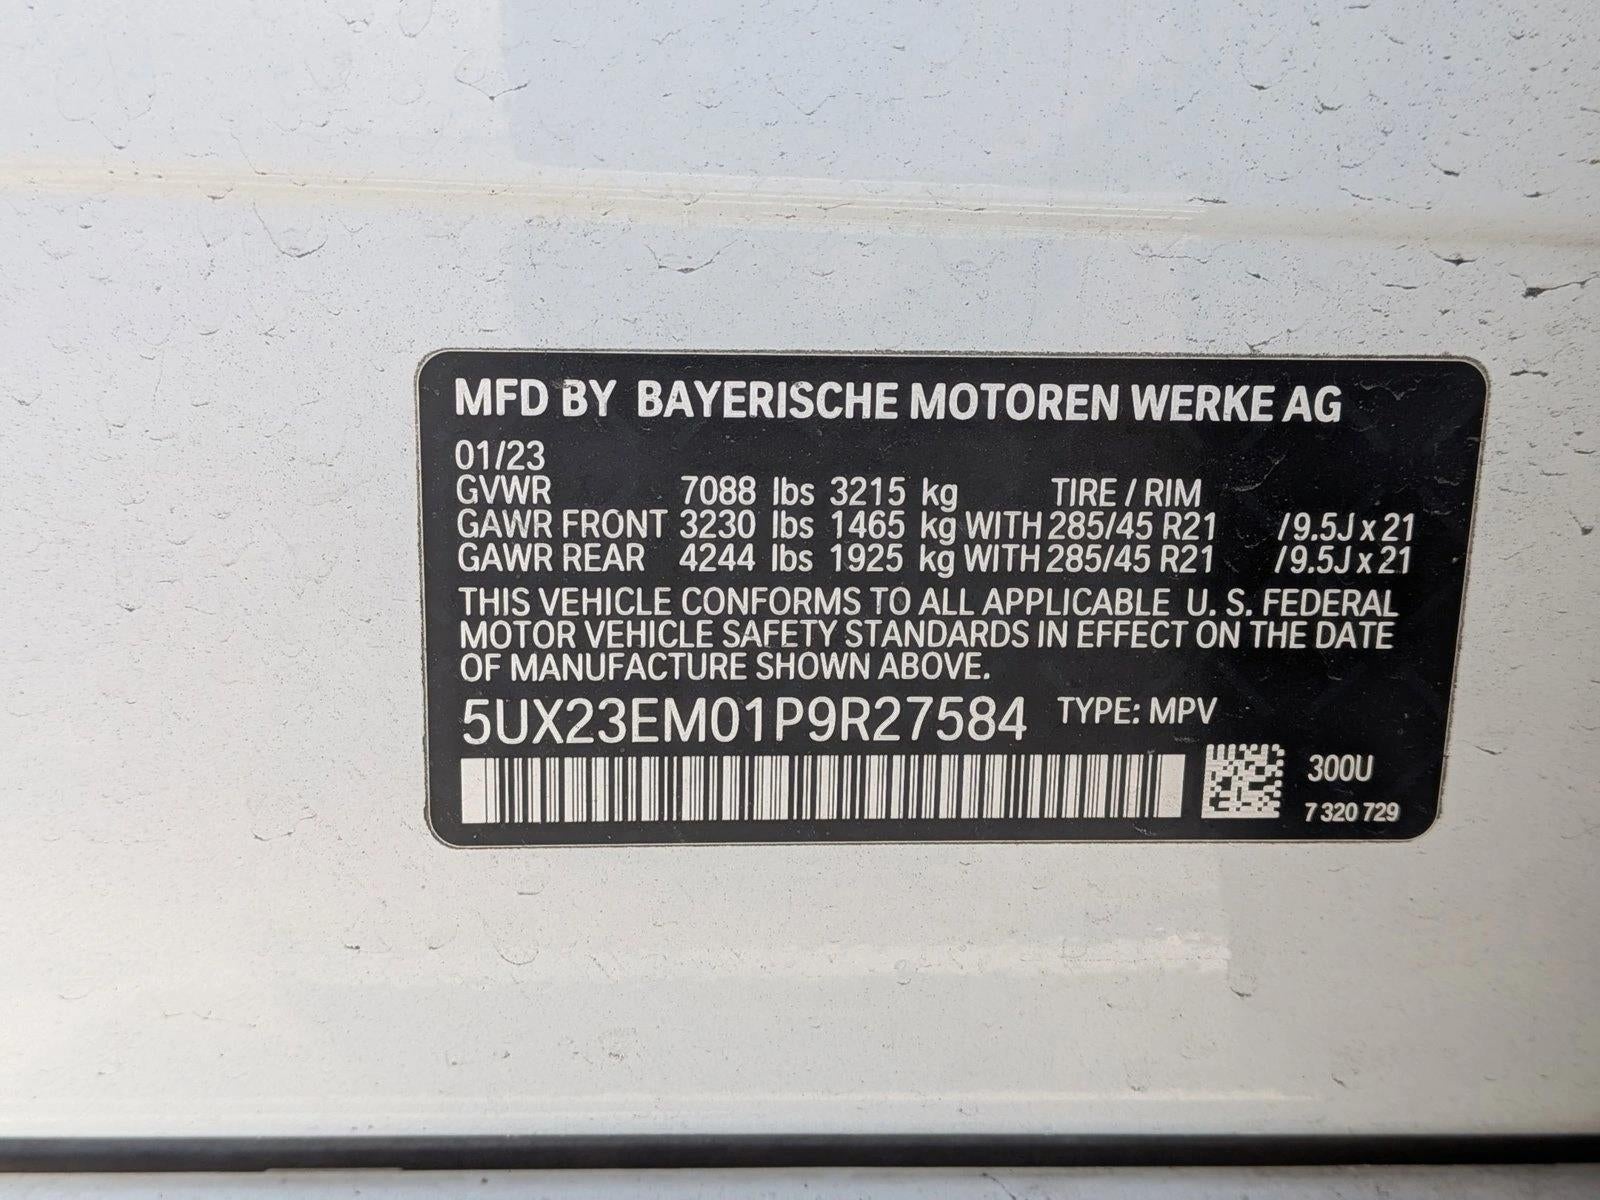 MFD BY BAYERISCHE MOTOREN WERKE AG
01/23
GVWR 7088 lbs 3215 kg TIRE / RIM
GAWR FRONT 3230 lbs 1465 kg WITH 285/45 R21 /9.5J x 21
GAWR REAR 4244 lbs 1925 kg WITH 285/45 R21 /9.5J x 21
THIS VEHICLE CONFORMS TO ALL APPLICABLE U. S. FEDERAL
MOTOR VEHICLE SAFETY STANDARDS IN EFFECT ON THE DATE
OF MANUFACTURE SHOWN ABOVE.
5UX23EM01P9R27584 TYPE: MPV
300U
7 320 729